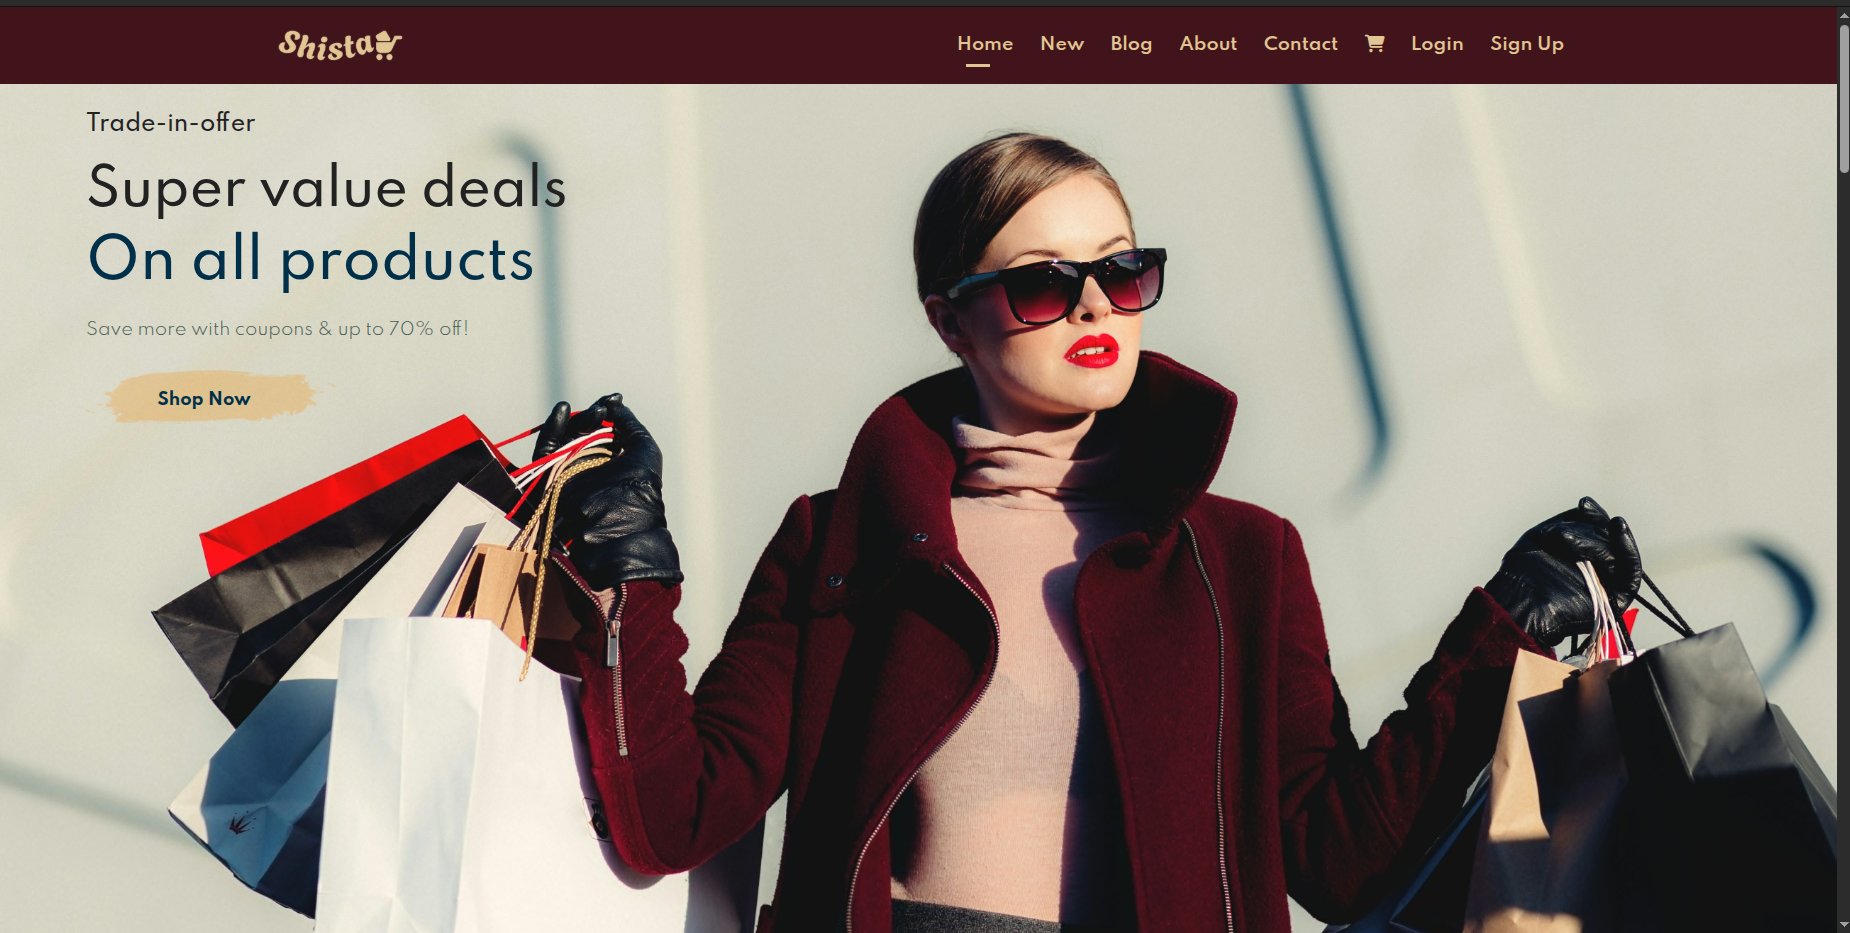 Shista
Home New Blog About Contact Login Sign Up
Trade-in-offer
Super value deals
On all products
Save more with coupons & up to 70% off!
Shop Now